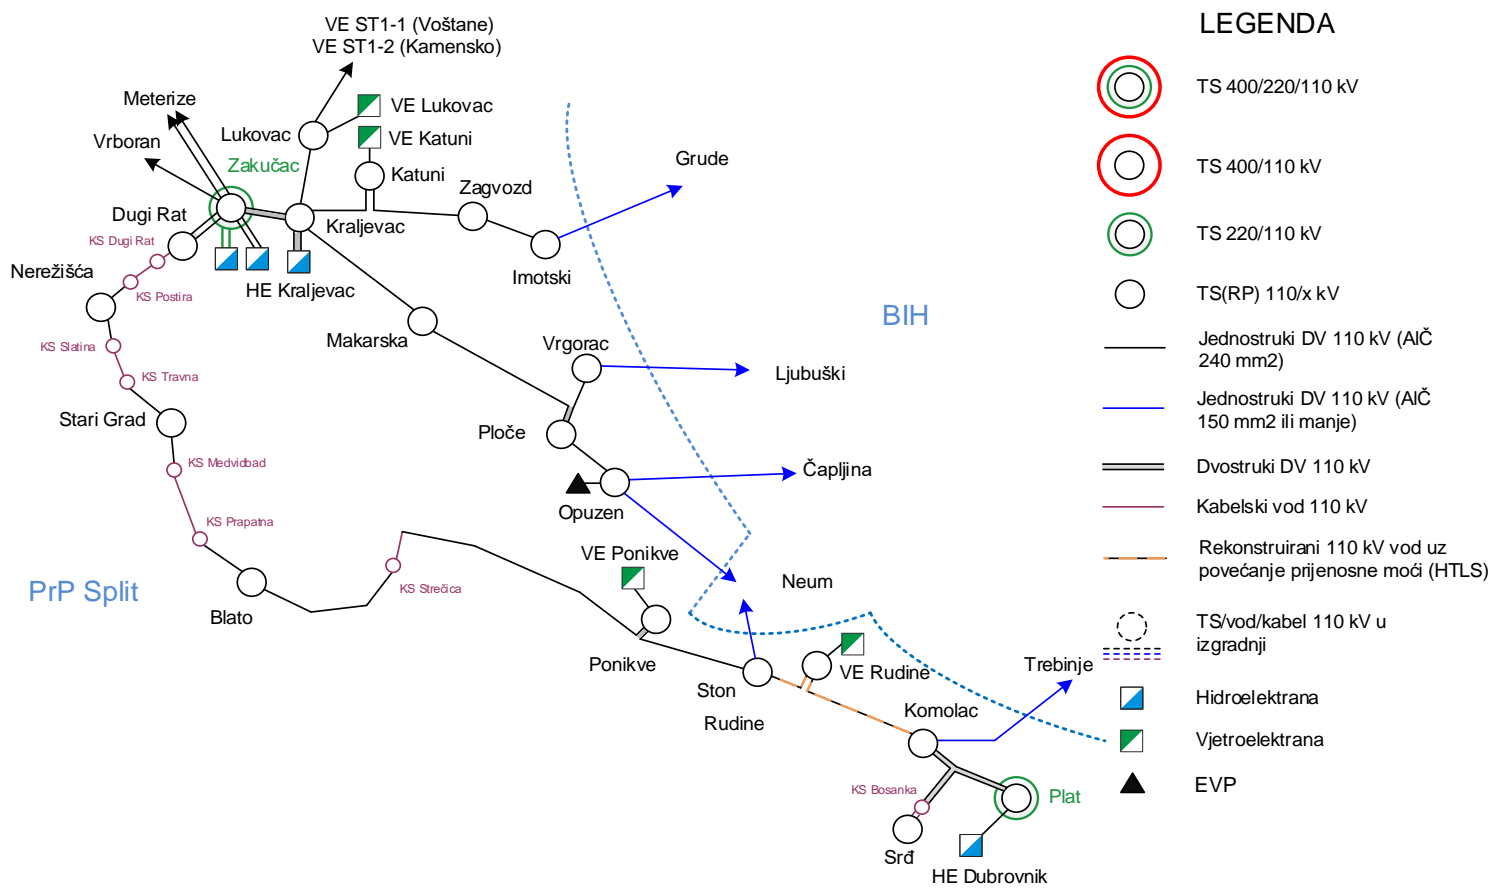 VE ST1-1 (Voštane)
VE ST1-2 (Kamensko)
Meterize
Vrboran
Lukovac
VE Lukovac
VE Katuni
Zakučac
Katuni
Zagvozd
Grude
Dugi Rat
Kraljevac
KS Dugi Rat
Nerežišća
KS Postira
HE Kraljevac
Imotski
BIH
Makarska
Vrgorac
Ljubuški
KS Slatina
KS Travna
Stari Grad
Ploče
KS Medvidbad
Čapljina
Opuzen
KS Prapatna
VE Ponikve
Neum
KS Strečica
PrP Split
Blato
Ponikve
Ston
Rudine
VE Rudine
Trebinje
Komolac
KS Bosanka
Plat
Srđ
HE Dubrovnik
LEGENDA
TS 400/220/110 kV
TS 400/110 kV
TS 220/110 kV
TS(RP) 110/x kV
Jednostruki DV 110 kV (AlČ
240 mm2)
Jednostruki DV 110 kV (AlČ
150 mm2 ili manje)
Dvostruki DV 110 kV
Kabelski vod 110 kV
Rekonstruirani 110 kV vod uz
povećanje prijenosne moći (HTLS)
TS/vod/kabel 110 kV u
izgradnji
Hidroelektrana
Vjetroelektrana
EVP